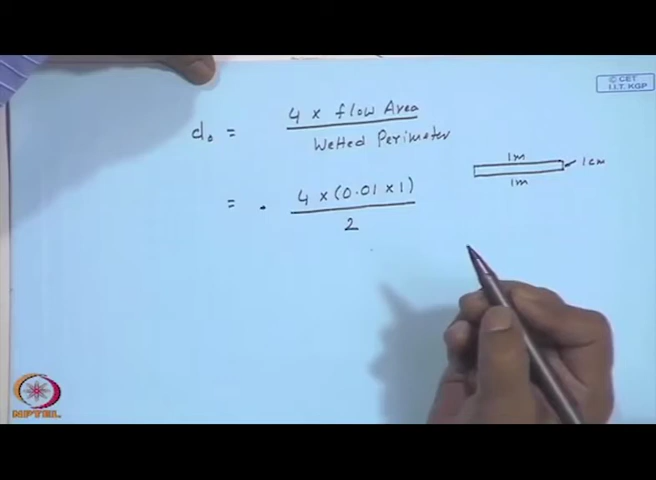 © CET
I.I.T. KGP
d₀ = 4 x flow Area
Wetted Perimeter
1m
1cm
1m
= 4 x (0.01 x 1)
2
NPTEL